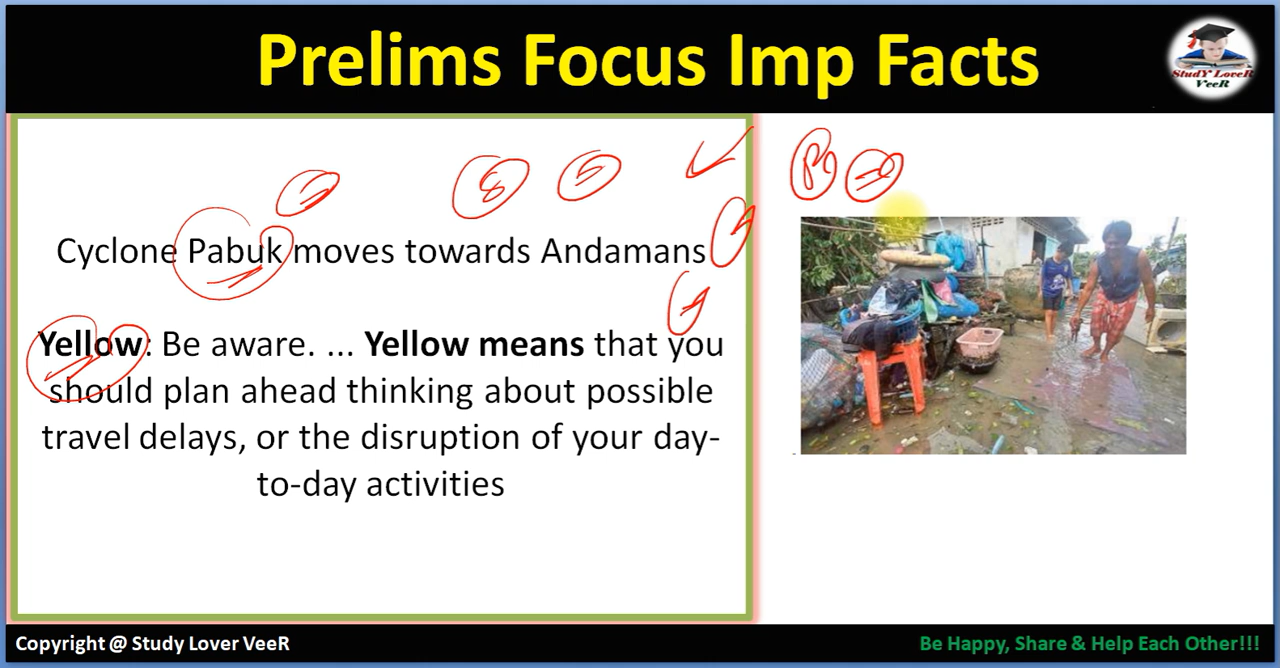 Prelims Focus Imp Facts
StudY LoveR
VeeR
Cyclone Pabuk moves towards Andamans
Yellow: Be aware. ... Yellow means that you
should plan ahead thinking about possible
travel delays, or the disruption of your day-
to-day activities
Copyright @ Study Lover VeeR
Be Happy, Share & Help Each Other!!!